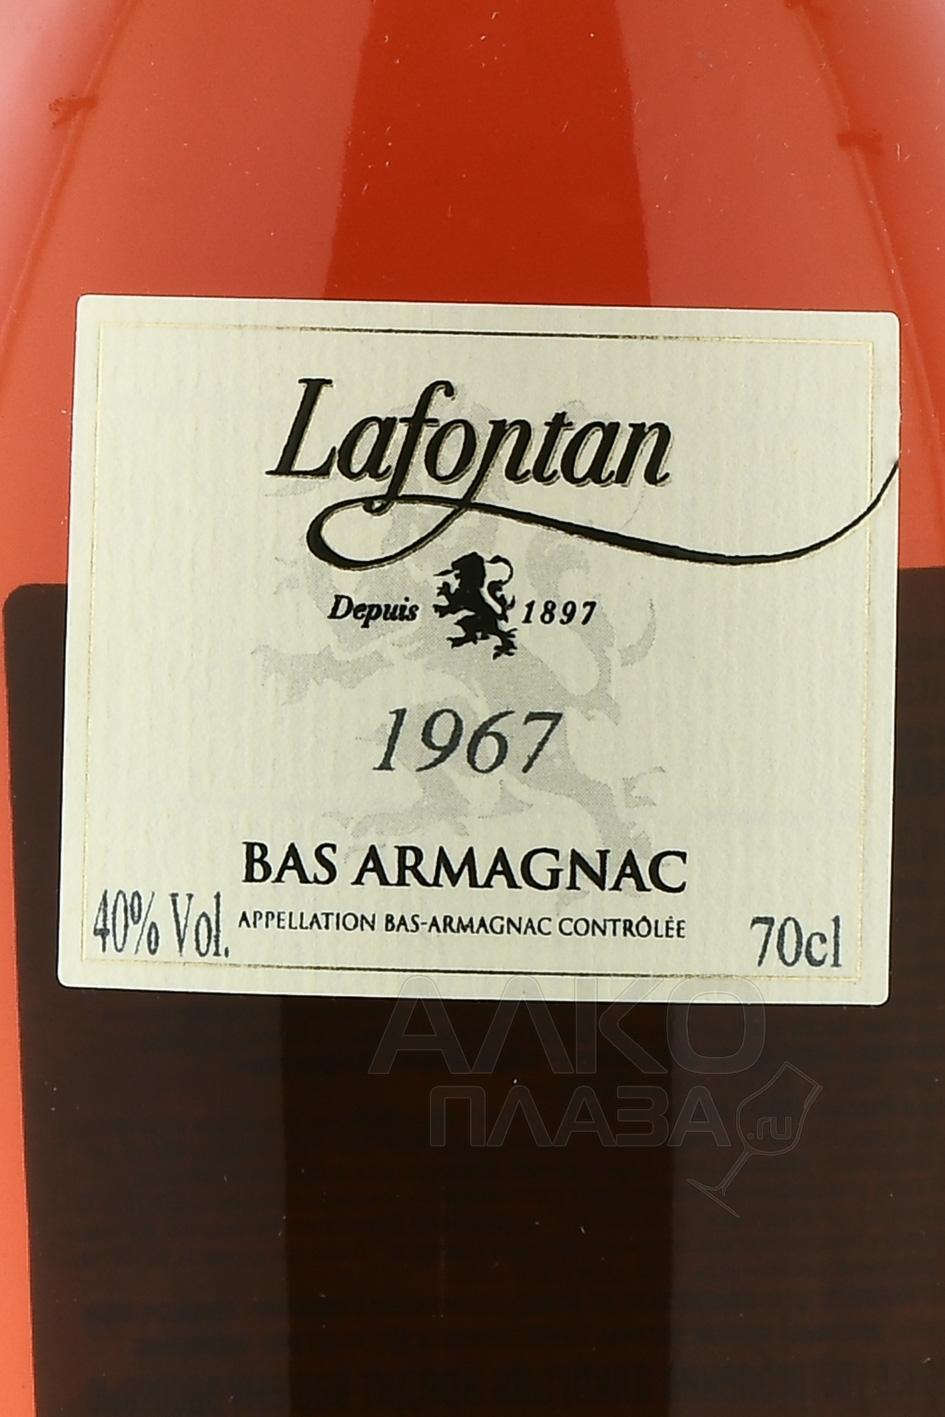 Lafontan
Depuis 1897
1967
BAS ARMAGNAC
40% Vol. APPELLATION BAS-ARMAGNAC CONTRÔLÉE 70cl
АЛКО
ПЛАЗА.ru